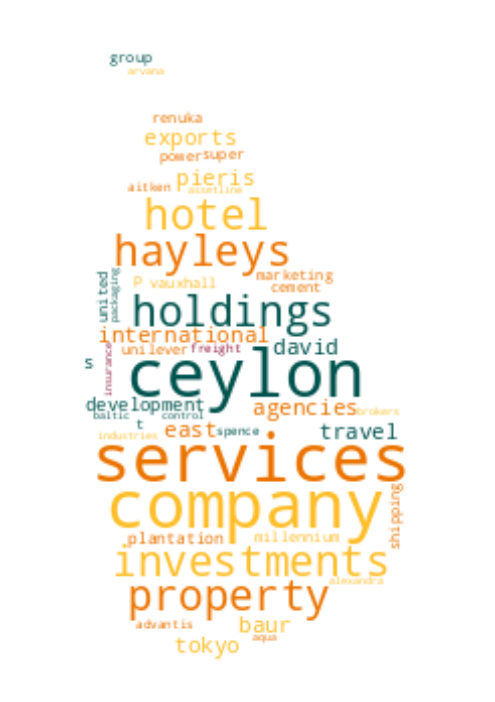 group
arvana
renuka
exports
power super
pieris
aitken assetline
hotel
hayleys
marketing
P vauxhall cement
united packaging
holdings
international
unilever freight david
s insurance
ceylon
development agencies brokers
baltic control
t east spence travel
industries
services
company
shipping
plantation millennium
investments
alexandra
property
advantis baur
aqua
tokyo